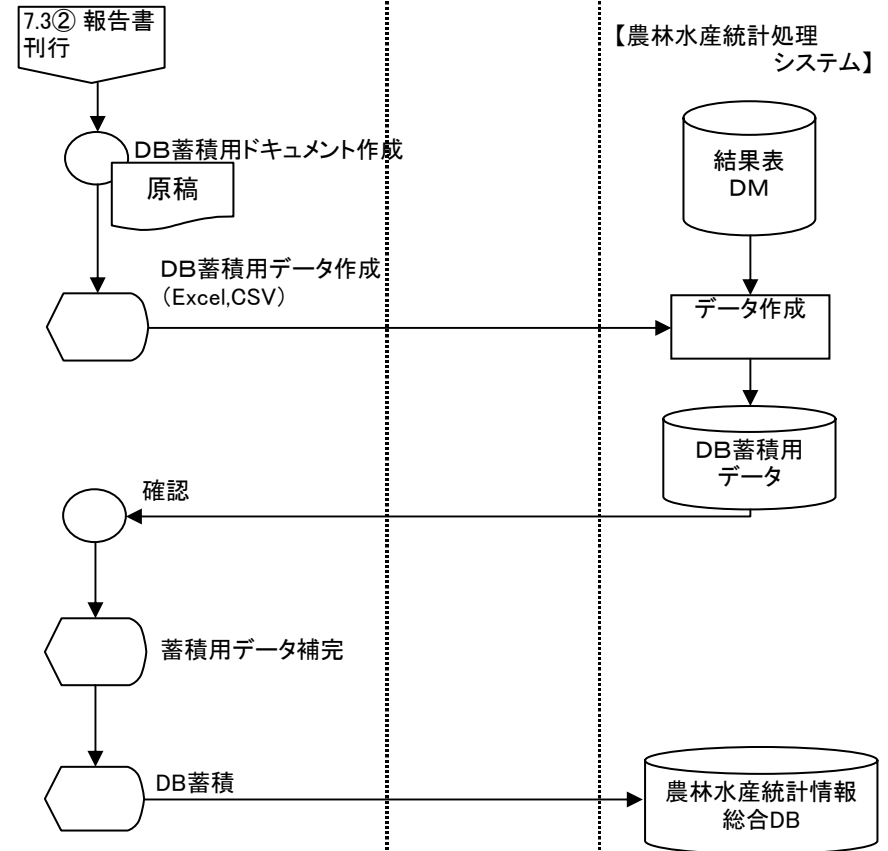 7.3② 報告書
刊行
【農林水産統計処理
システム】
DB蓄積用ドキュメント作成
原稿
結果表
DM
DB蓄積用データ作成
(Excel,CSV)
データ作成
DB蓄積用
データ
確認
蓄積用データ補完
DB蓄積
農林水産統計情報
総合DB